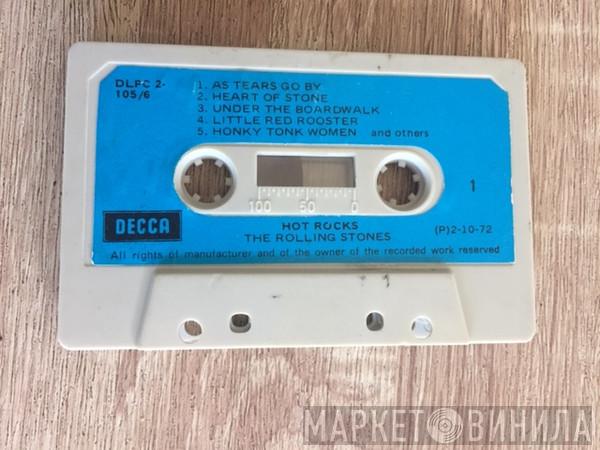 DLPC 2-
105/6
1. AS TEARS GO BY
2. HEART OF STONE
3. UNDER THE BOARDWALK
4. LITTLE RED ROOSTER
5. HONKY TONK WOMEN and others
100 50 0
1
DECCA
HOT ROCKS
THE ROLLING STONES
(P)2-10-72
All rights of manufacturer and of the owner of the recorded work reserved
МАРКЕТ ВИНИЛА